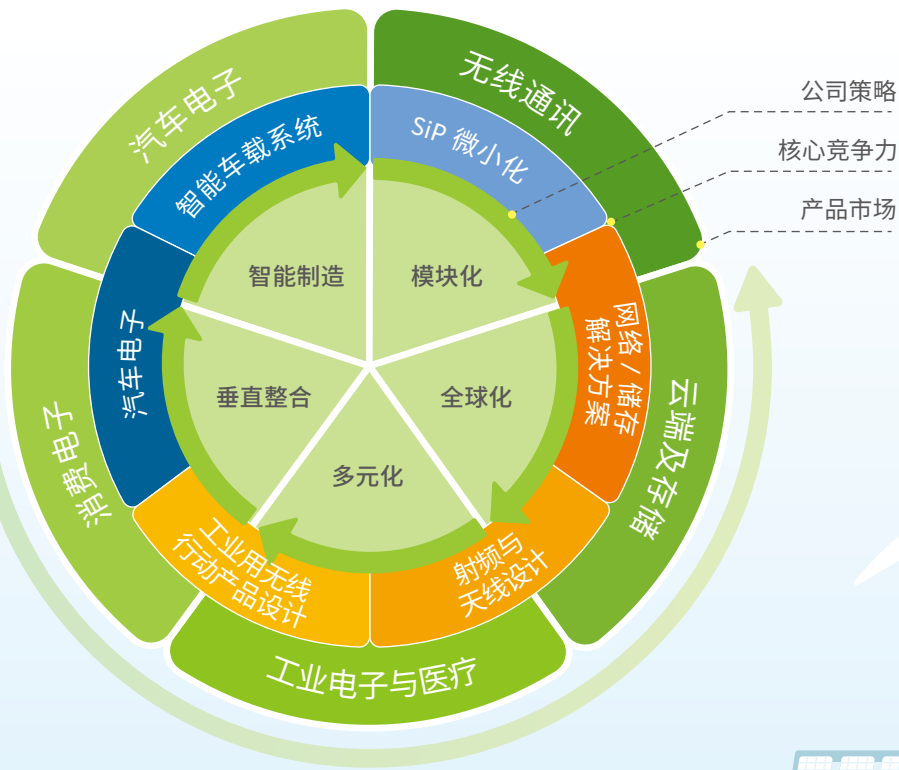 无线通讯
云端及存储
工业电子与医疗
消费电子
汽车电子
SiP 微小化
网络 / 储存
解决方案
射频与
天线设计
工业用无线
行动产品设计
汽车电子
智能车载系统
模块化
全球化
多元化
垂直整合
智能制造
公司策略
核心竞争力
产品市场